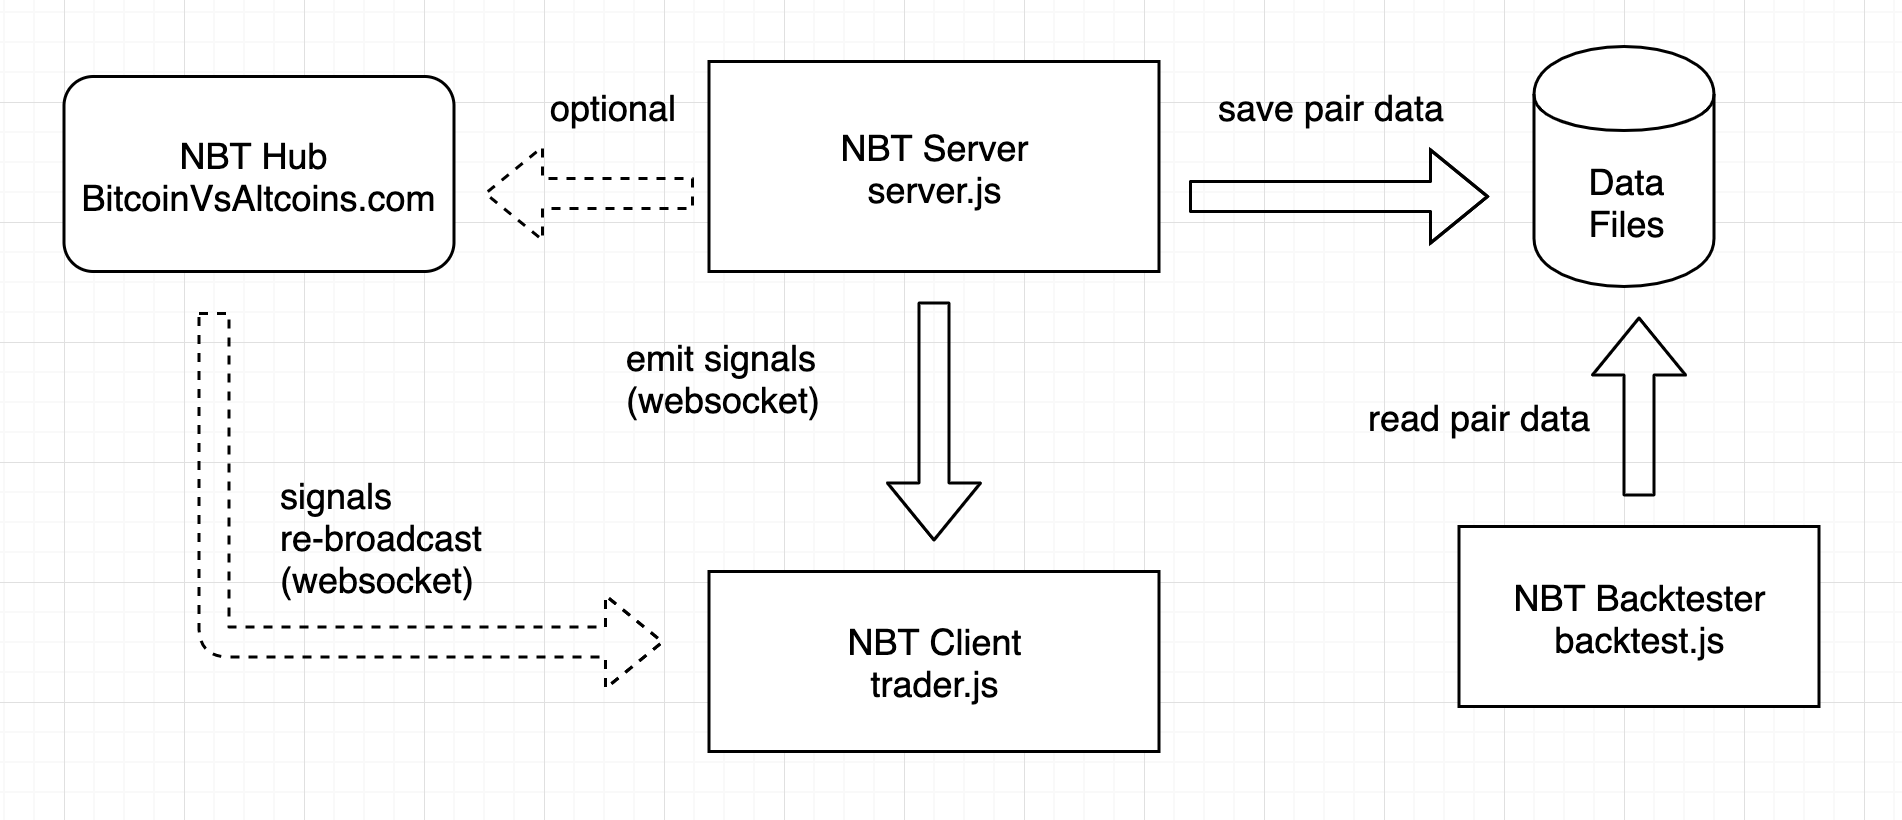 NBT Hub
BitcoinVsAltcoins.com
optional
NBT Server
server.js
save pair data
Data
Files
emit signals
(websocket)
read pair data
signals
re-broadcast
(websocket)
NBT Client
trader.js
NBT Backtester
backtest.js